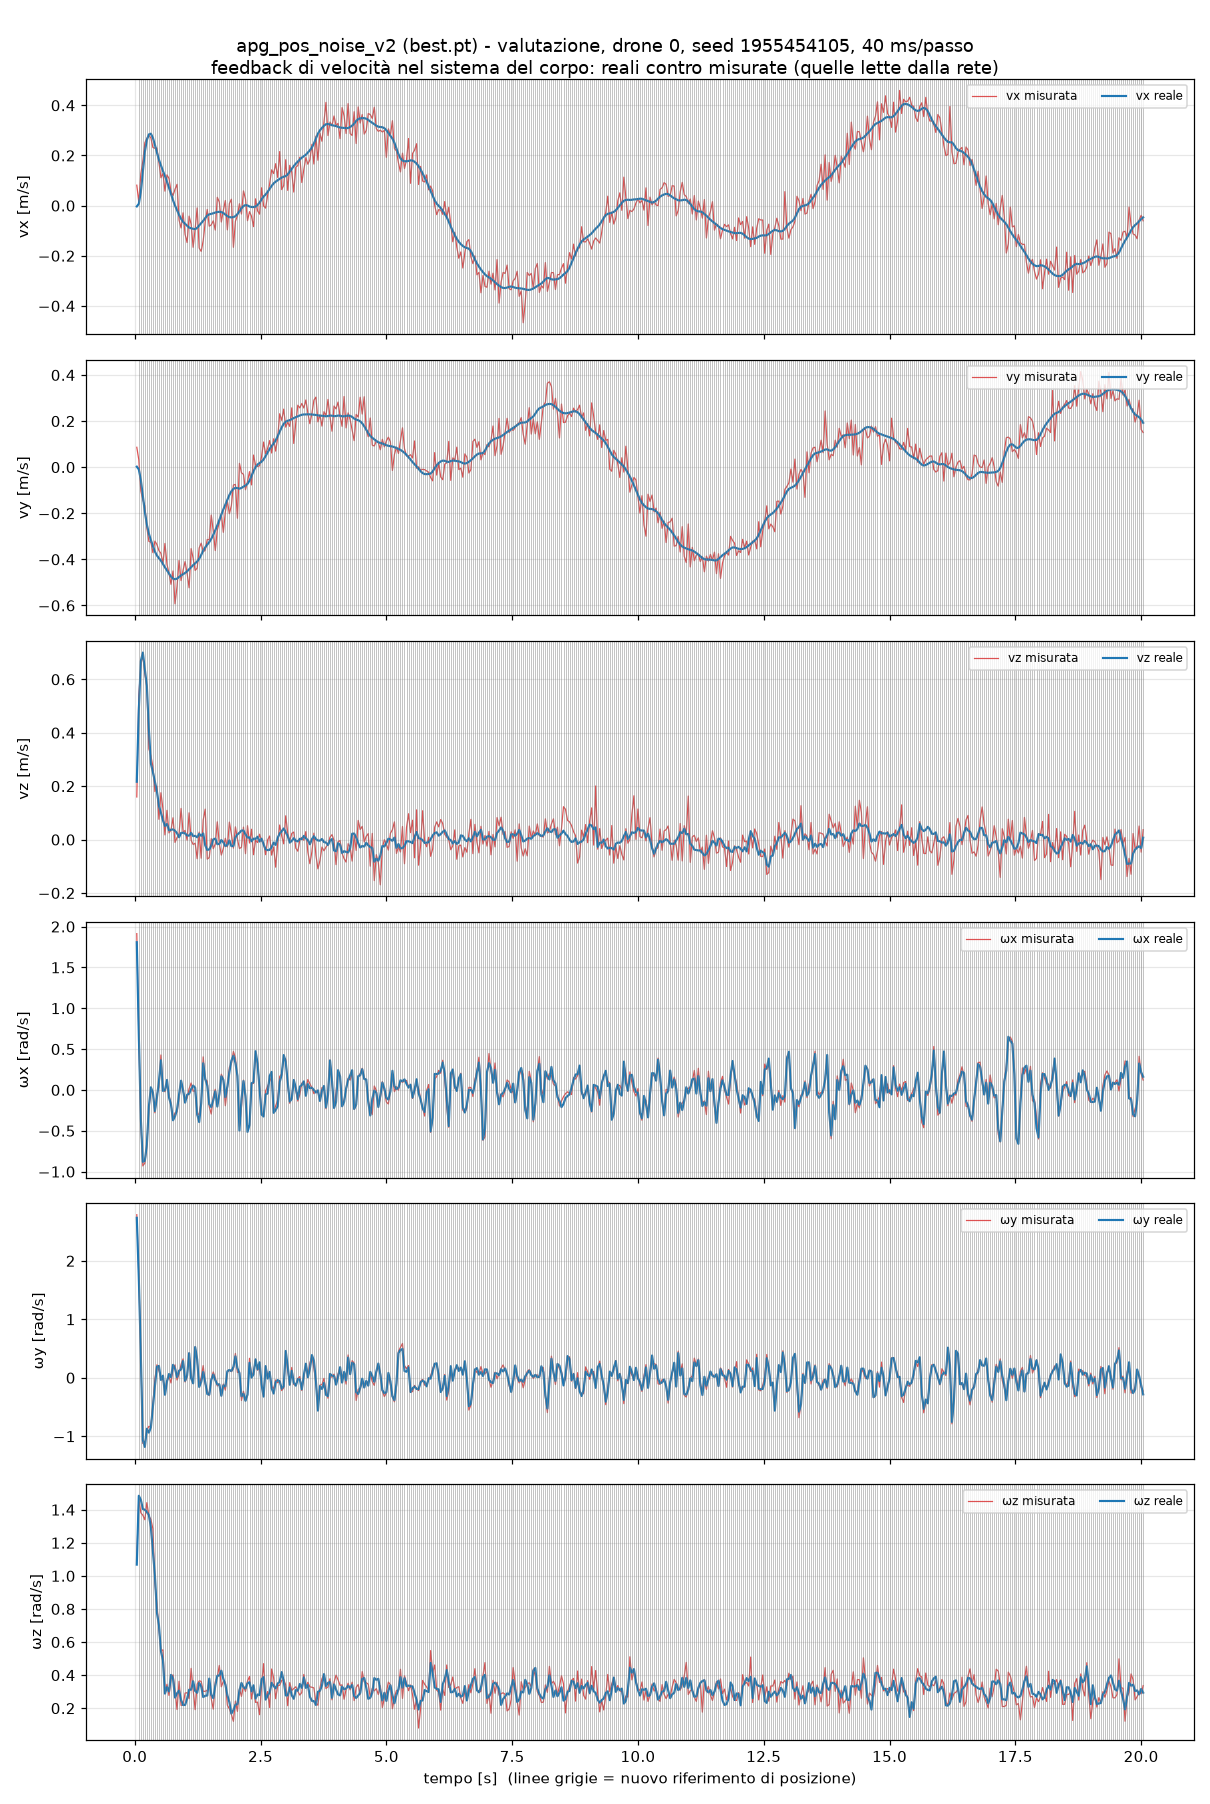 apg_pos_noise_v2 (best.pt) - valutazione, drone 0, seed 1955454105, 40 ms/passo
feedback di velocità nel sistema del corpo: reali contro misurate (quelle lette dalla rete)
vx misurata
vx reale
0.4
0.2
0.0
−0.2
−0.4
vx [m/s]
vy misurata
vy reale
0.4
0.2
0.0
−0.2
−0.4
−0.6
vy [m/s]
vz misurata
vz reale
0.6
0.4
0.2
0.0
−0.2
vz [m/s]
ωx misurata
ωx reale
2.0
1.5
1.0
0.5
0.0
−0.5
−1.0
ωx [rad/s]
ωy misurata
ωy reale
2
1
0
−1
ωy [rad/s]
ωz misurata
ωz reale
1.4
1.2
1.0
0.8
0.6
0.4
0.2
ωz [rad/s]
0.0
2.5
5.0
7.5
10.0
12.5
15.0
17.5
20.0
tempo [s]  (linee grigie = nuovo riferimento di posizione)